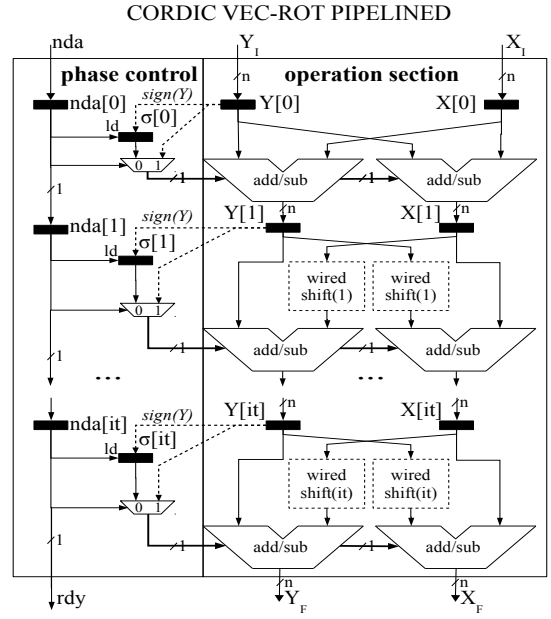 CORDIC VEC-ROT PIPELINED
nda Y_I X_I
n n
phase control operation section
nda[0] sign(Y) Y[0] X[0]
ld σ[0]
0 1
1 1 add/sub 1 add/sub
n n
nda[1] sign(Y) Y[1] X[1]
ld σ[1]
wired wired
shift(1) shift(1)
0 1
1 1 add/sub 1 add/sub
... ...
nda[it] sign(Y) Y[it] X[it]
n n
ld σ[it]
wired wired
shift(it) shift(it)
0 1
1 1 add/sub 1 add/sub
n n
rdy Y_F X_F